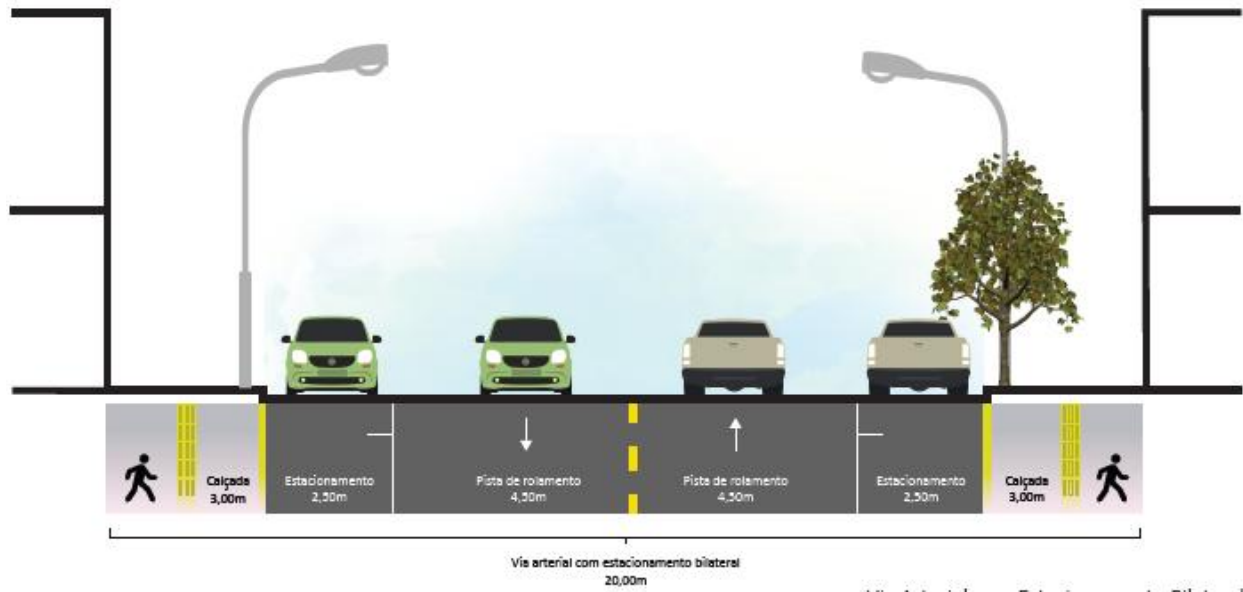 Calçada
3,00m
Estacionamento
2,50m
Pista de rolamento
4,50m
Pista de rolamento
4,50m
Estacionamento
2,50m
Calçada
3,00m
Via arterial com estacionamento bilateral
20,00m